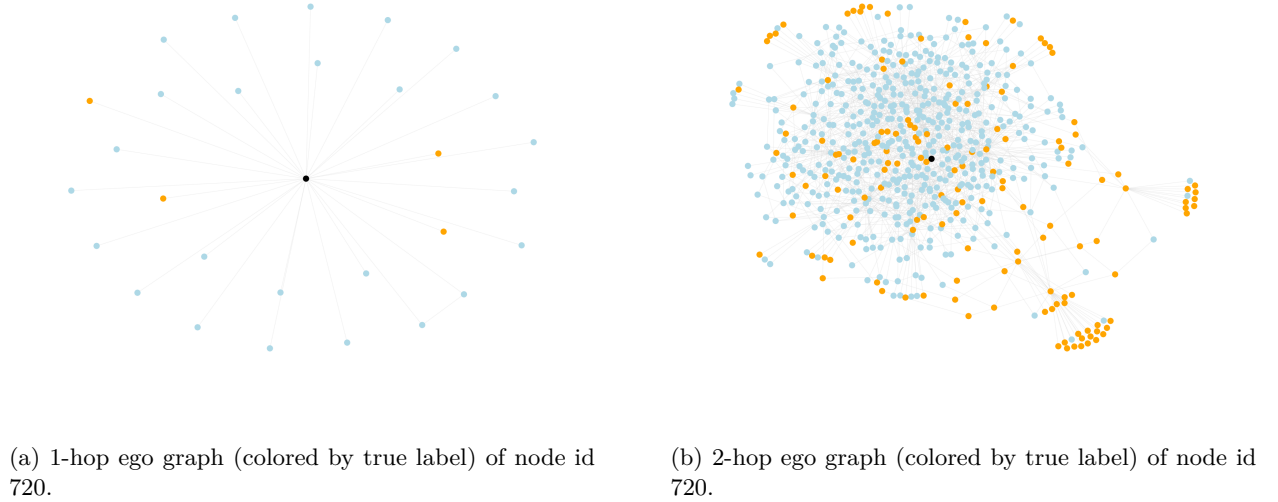 (a) 1-hop ego graph (colored by true label) of node id
720.
(b) 2-hop ego graph (colored by true label) of node id
720.